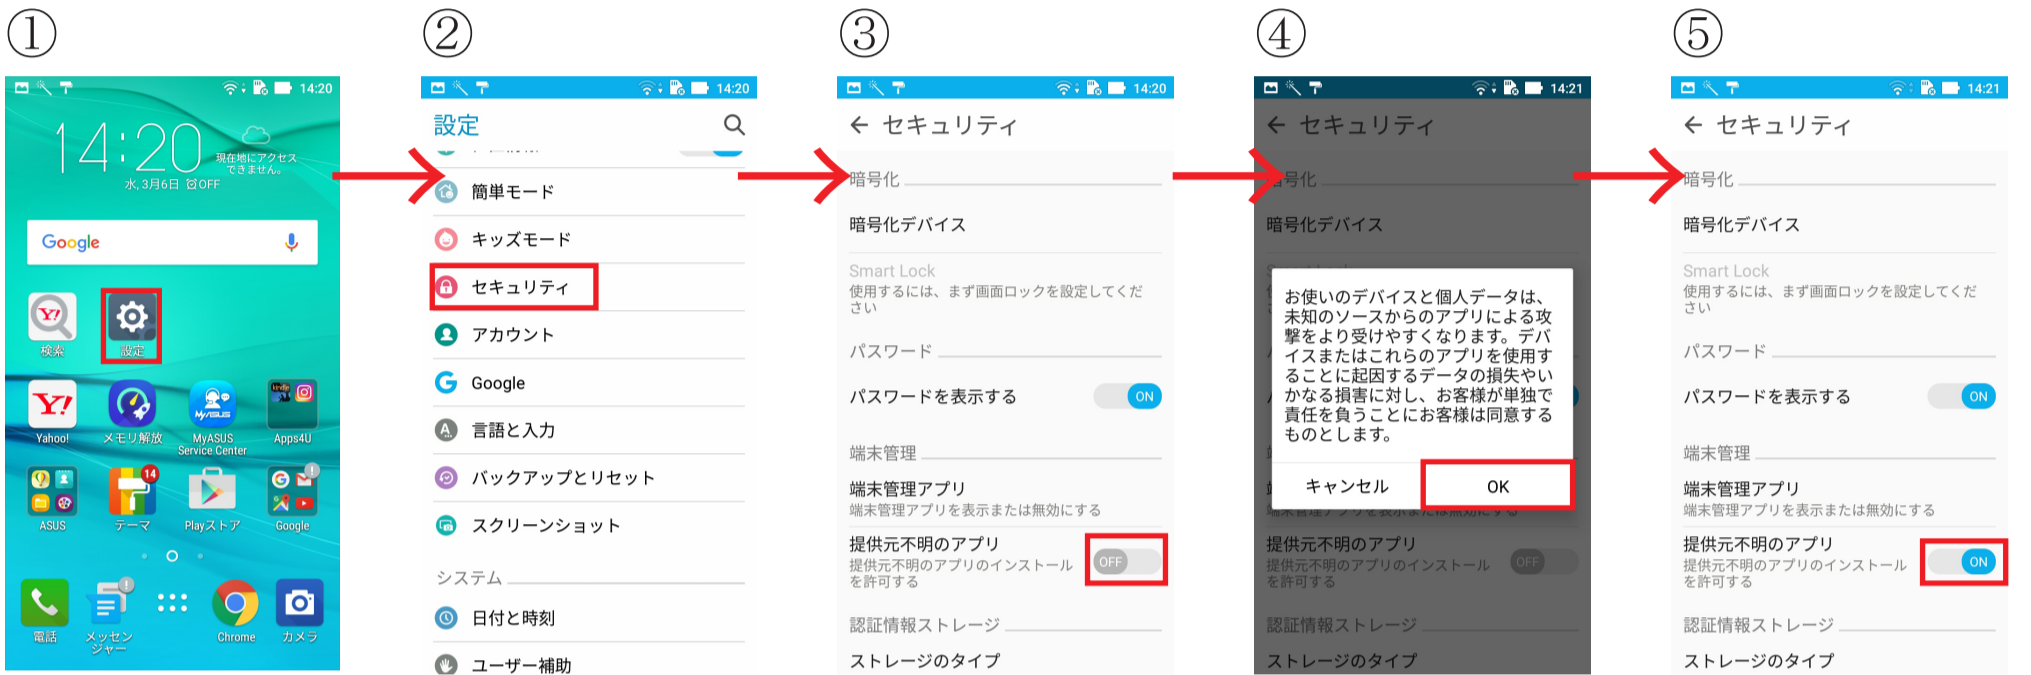 ①
14:20
14:20
現在地にアクセス
できません。
水, 3月6日 OFF
Google
Y!
検索
設定
Y!
Yahoo!
メモリ解放
MyASUS
MyASUS
Service Center
kindle
Apps4U
ASUS
14
テーマ
Playストア
Google
電話
メッセン
ジャー
Chrome
カメラ
②
14:20
設定
簡単モード
キッズモード
セキュリティ
アカウント
Google
言語と入力
バックアップとリセット
スクリーンショット
システム
日付と時刻
ユーザー補助
③
14:20
セキュリティ
暗号化
暗号化デバイス
Smart Lock
使用するには、まず画面ロックを設定してくだ
さい
パスワード
パスワードを表示する
ON
端末管理
端末管理アプリ
端末管理アプリを表示または無効にする
提供元不明のアプリ
提供元不明のアプリのインストール
を許可する
OFF
認証情報ストレージ
ストレージのタイプ
④
14:21
セキュリティ
暗号化
暗号化デバイス
お使いのデバイスと個人データは、
未知のソースからのアプリによる攻
撃をより受けやすくなります。デバ
イスまたはこれらのアプリを使用す
ることに起因するデータの損失やい
かなる損害に対し、お客様が単独で
責任を負うことにお客様は同意する
ものとします。
キャンセル
OK
端末管理アプリを表示または無効にする
提供元不明のアプリ
提供元不明のアプリのインストール
を許可する
OFF
認証情報ストレージ
ストレージのタイプ
⑤
14:21
セキュリティ
暗号化
暗号化デバイス
Smart Lock
使用するには、まず画面ロックを設定してくだ
さい
パスワード
パスワードを表示する
ON
端末管理
端末管理アプリ
端末管理アプリを表示または無効にする
提供元不明のアプリ
提供元不明のアプリのインストール
を許可する
ON
認証情報ストレージ
ストレージのタイプ